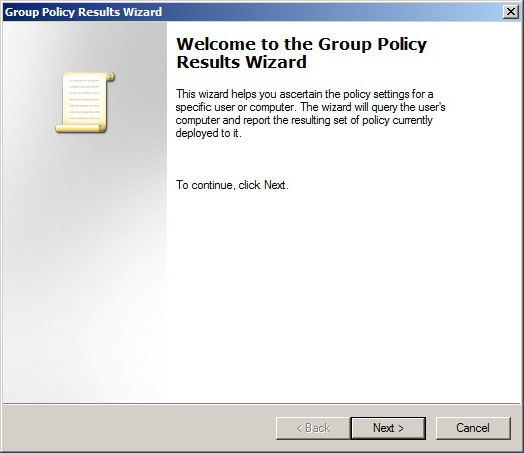 Group Policy Results Wizard
Welcome to the Group Policy
Results Wizard
This wizard helps you ascertain the policy settings for a
specific user or computer. The wizard will query the user's
computer and report the resulting set of policy currently
deployed to it.
To continue, click Next.
< Back
Next >
Cancel